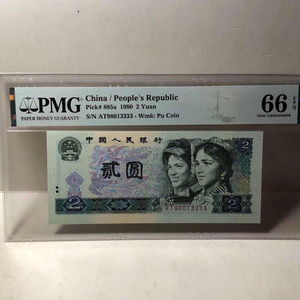 PMG
PAPER MONEY GUARANTY
China / People's Republic
Pick# 885a 1980 2 Yuan
S/N AT98013333 - Wmk: Pu Coin
66 EPQ
Gem Uncirculated
中国人民银行
2
贰圆
2
2
AT98013333